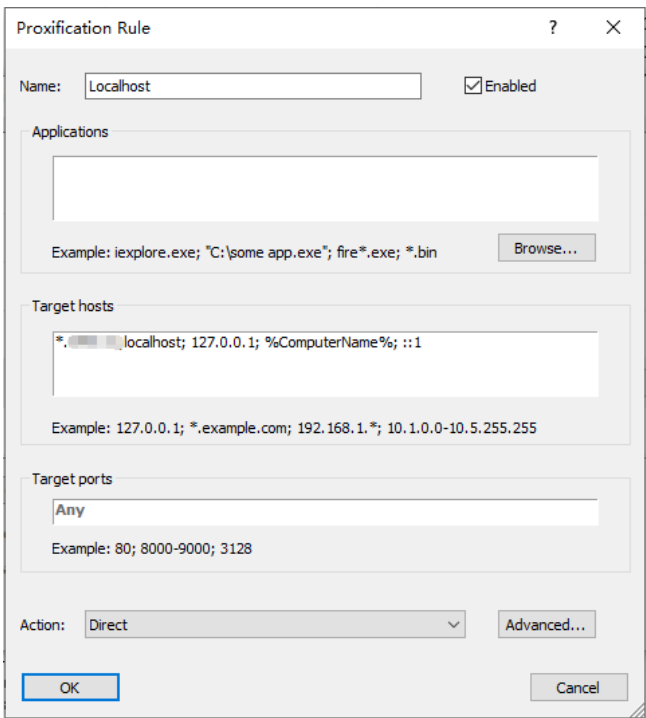 Proxification Rule
Name: Localhost Enabled
Applications
Example: iexplore.exe; "C:\some app.exe"; fire*.exe; *.bin Browse...
Target hosts
*. localhost; 127.0.0.1; %ComputerName%; ::1
Example: 127.0.0.1; *.example.com; 192.168.1.*; 10.1.0.0-10.5.255.255
Target ports
Any
Example: 80; 8000-9000; 3128
Action: Direct Advanced...
OK Cancel